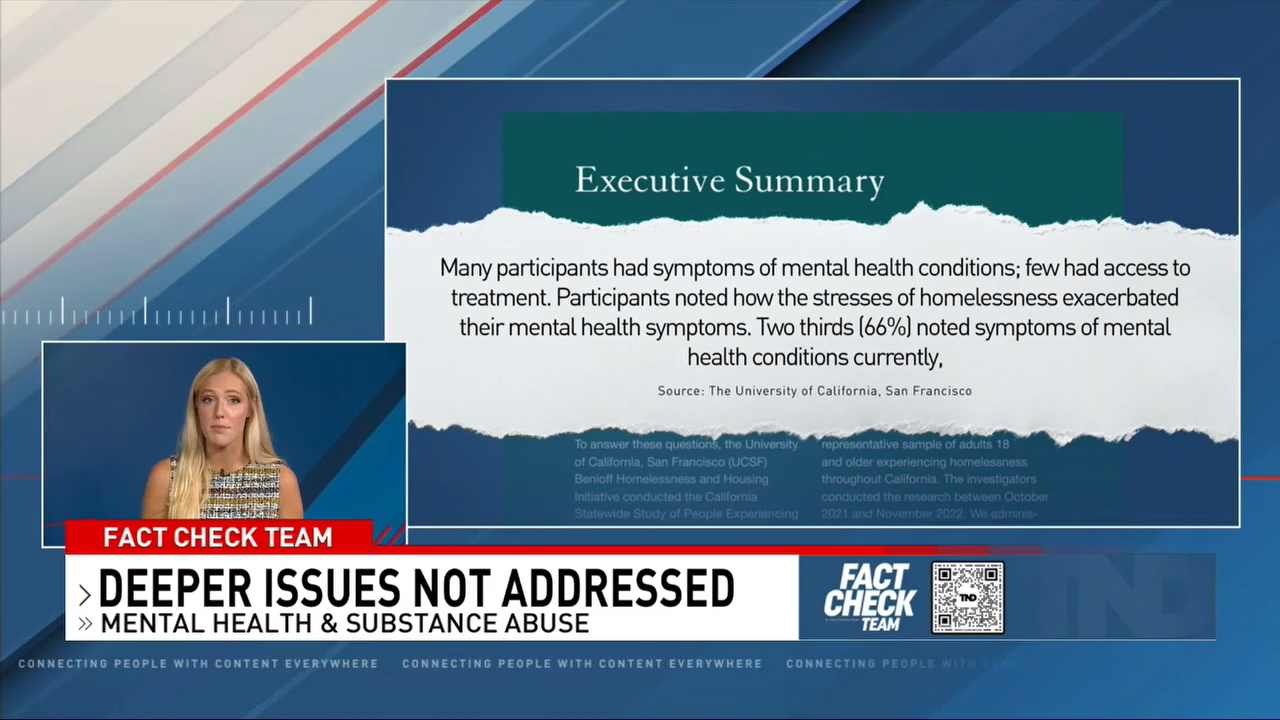 Executive Summary
Many participants had symptoms of mental health conditions; few had access to
treatment. Participants noted how the stresses of homelessness exacerbated
their mental health symptoms. Two thirds (66%) noted symptoms of mental
health conditions currently,
Source: The University of California, San Francisco
To answer these questions, the University
of California, San Francisco (UCSF)
Benioff Homelessness and Housing
Initiative conducted the California
Statewide Study of People Experiencing
representative sample of adults 18
and older experiencing homelessness
throughout California. The investigators
conducted the research between October
2021 and November 2022. We adminis-
FACT CHECK TEAM
DEEPER ISSUES NOT ADDRESSED
MENTAL HEALTH & SUBSTANCE ABUSE
FACT
CHECK
TEAM
TND
TND
CONNECTING PEOPLE WITH CONTENT EVERYWHERE CONNECTING PEOPLE WITH CONTENT EVERYWHERE CONNECTING PEOPLE WITH